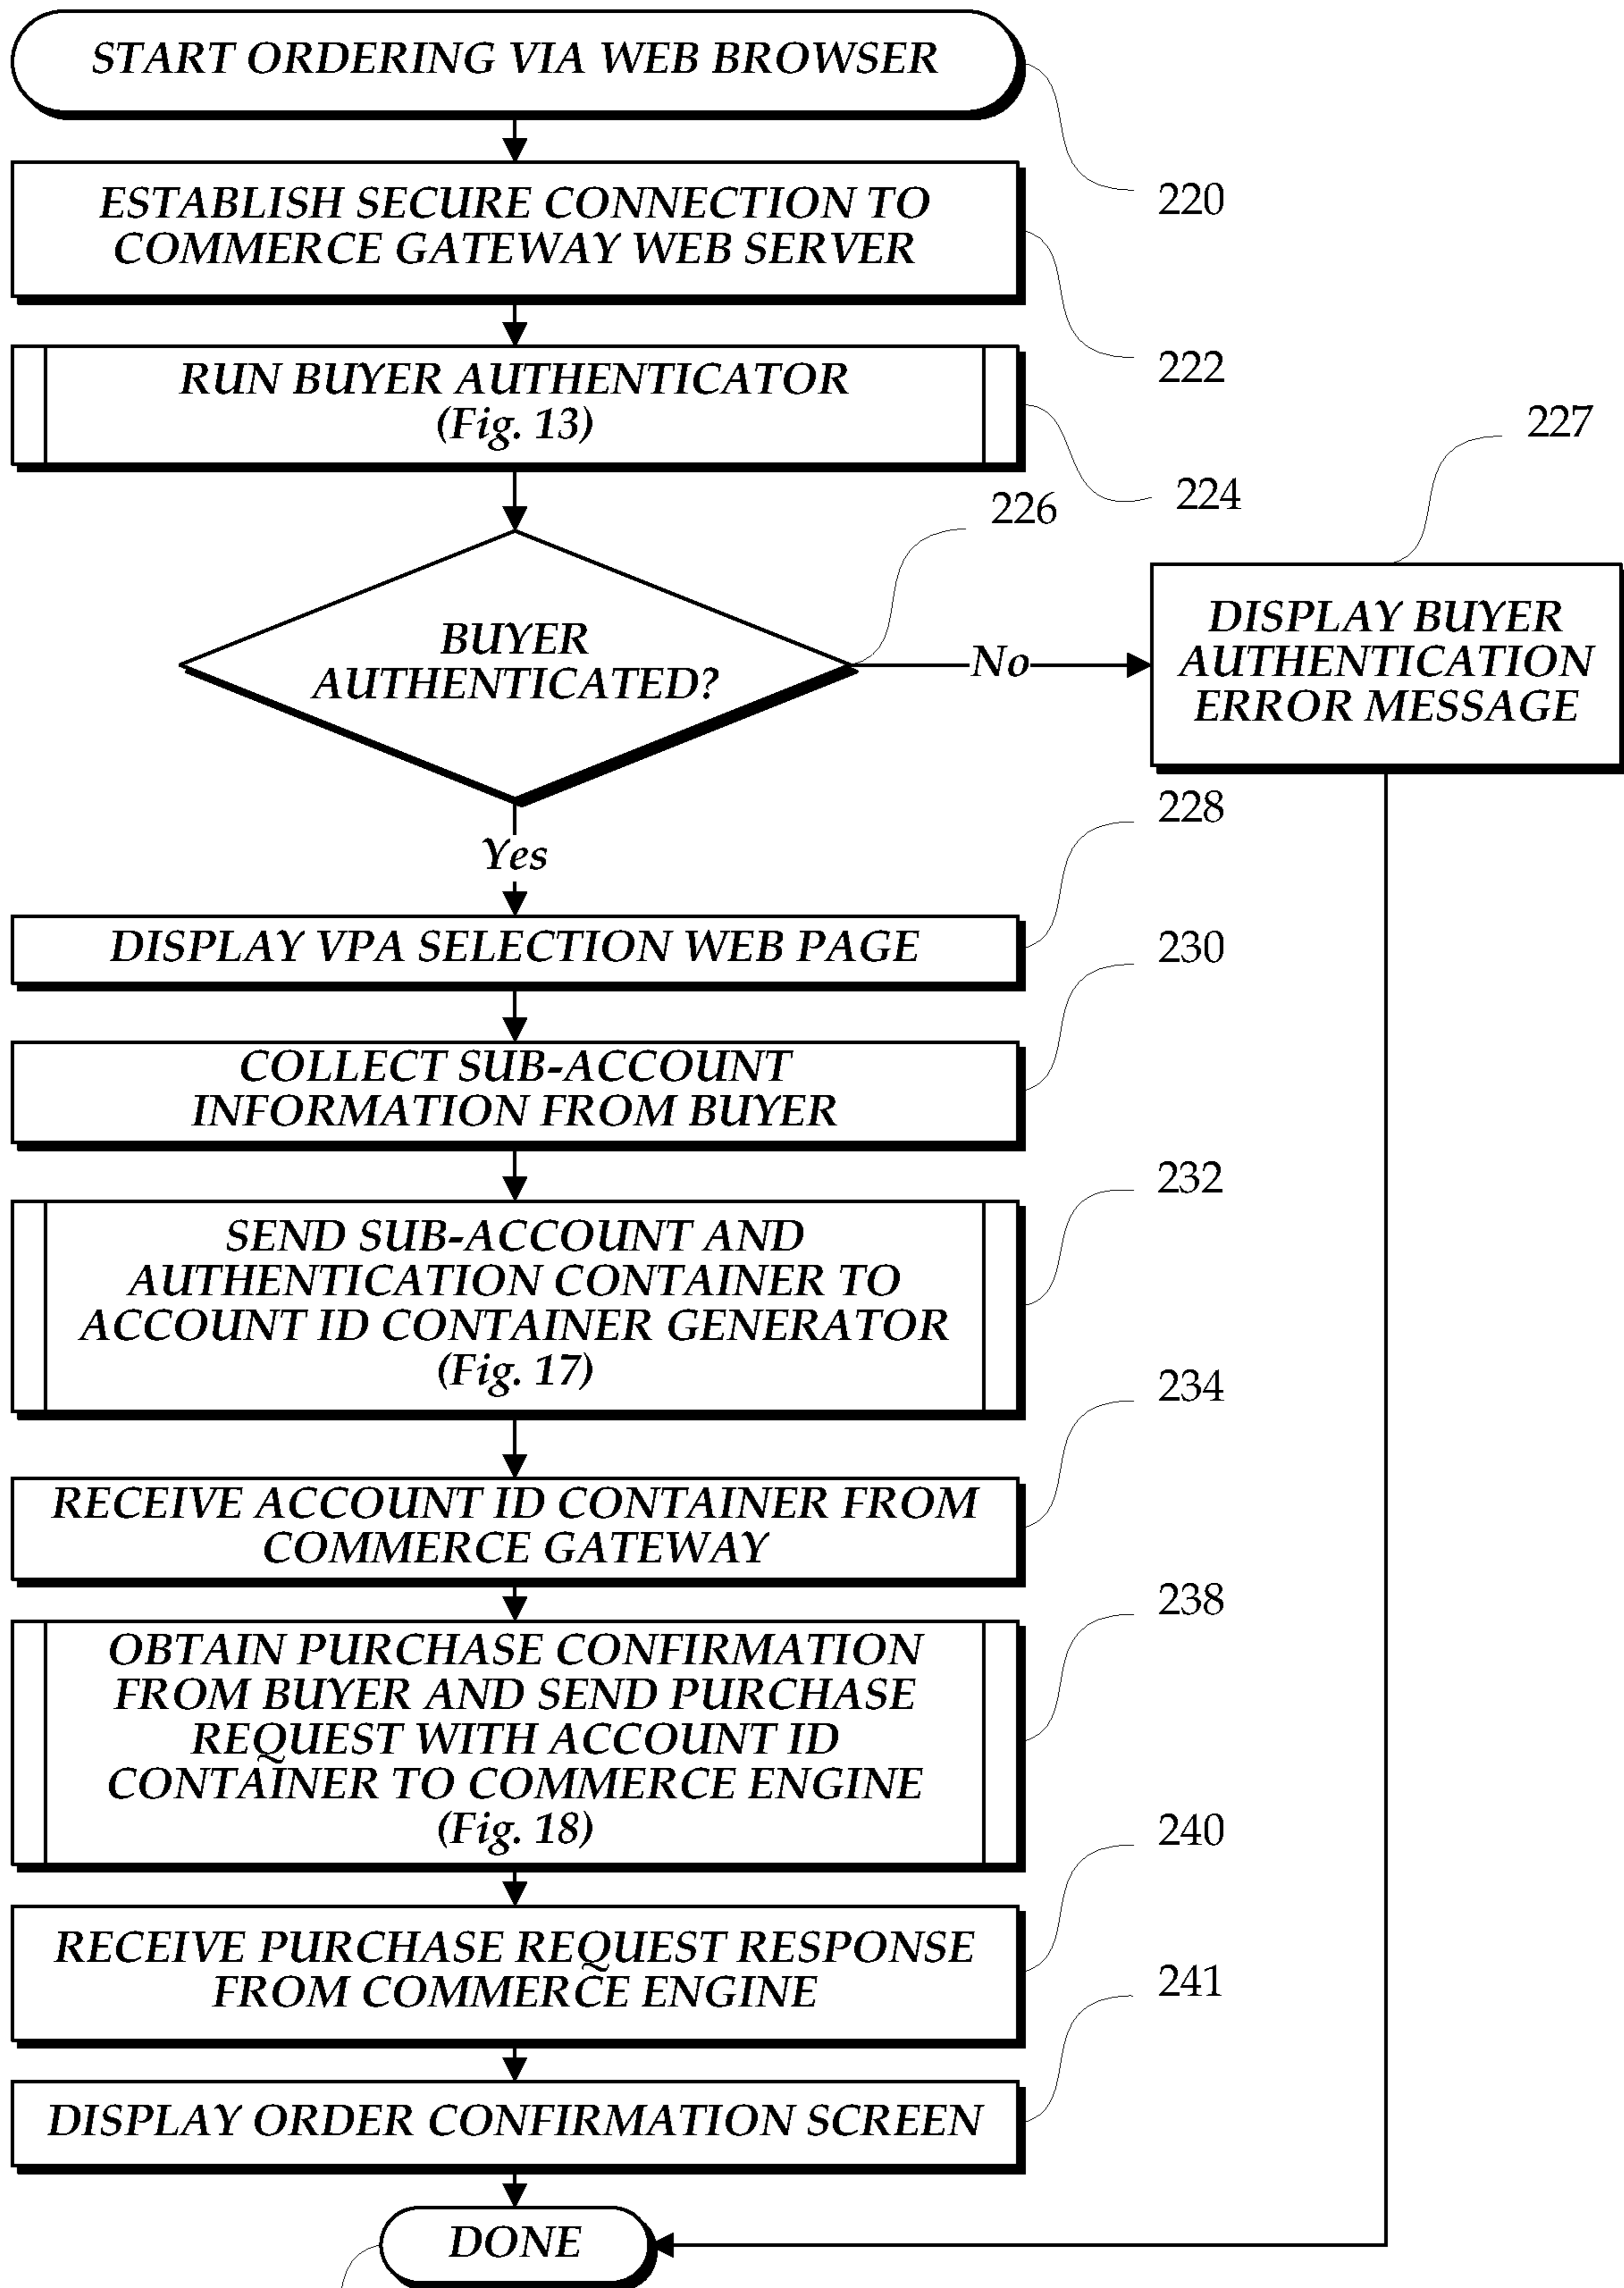 START ORDERING VIA WEB BROWSER
220
ESTABLISH SECURE CONNECTION TO
COMMERCE GATEWAY WEB SERVER
222
RUN BUYER AUTHENTICATOR
(Fig. 13)
224
226
227
BUYER
AUTHENTICATED?
No
DISPLAY BUYER
AUTHENTICATION
ERROR MESSAGE
Yes
228
DISPLAY VPA SELECTION WEB PAGE
230
COLLECT SUB-ACCOUNT
INFORMATION FROM BUYER
232
SEND SUB-ACCOUNT AND
AUTHENTICATION CONTAINER TO
ACCOUNT ID CONTAINER GENERATOR
(Fig. 17)
234
RECEIVE ACCOUNT ID CONTAINER FROM
COMMERCE GATEWAY
238
OBTAIN PURCHASE CONFIRMATION
FROM BUYER AND SEND PURCHASE
REQUEST WITH ACCOUNT ID
CONTAINER TO COMMERCE ENGINE
(Fig. 18)
240
RECEIVE PURCHASE REQUEST RESPONSE
FROM COMMERCE ENGINE
241
DISPLAY ORDER CONFIRMATION SCREEN
DONE